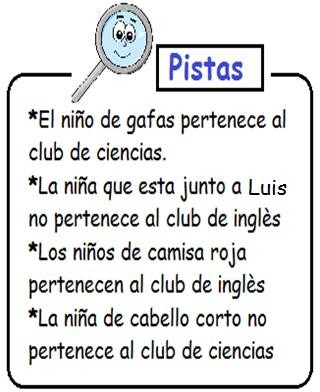 Pistas
*El niño de gafas pertenece al
club de ciencias.
*La niña que esta junto a Luis
no pertenece al club de inglès
*Los niños de camisa roja
pertenecen al club de inglès
*La niña de cabello corto no
pertenece al club de ciencias